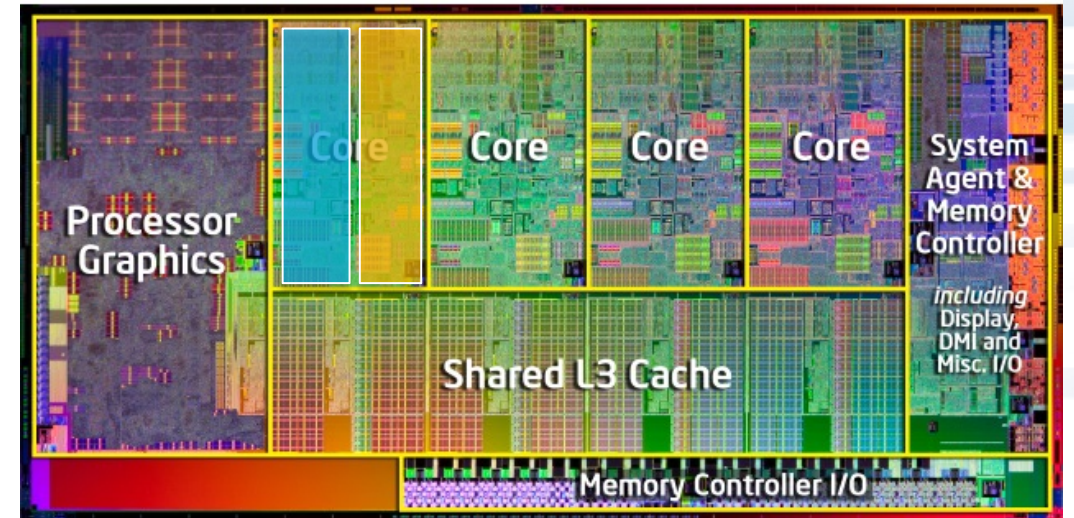 Processor
Graphics
Core
Core
Core
Core
System
Agent &
Memory
Controller
including
Display,
DMI and
Misc. I/O
Shared L3 Cache
Memory Controller I/O